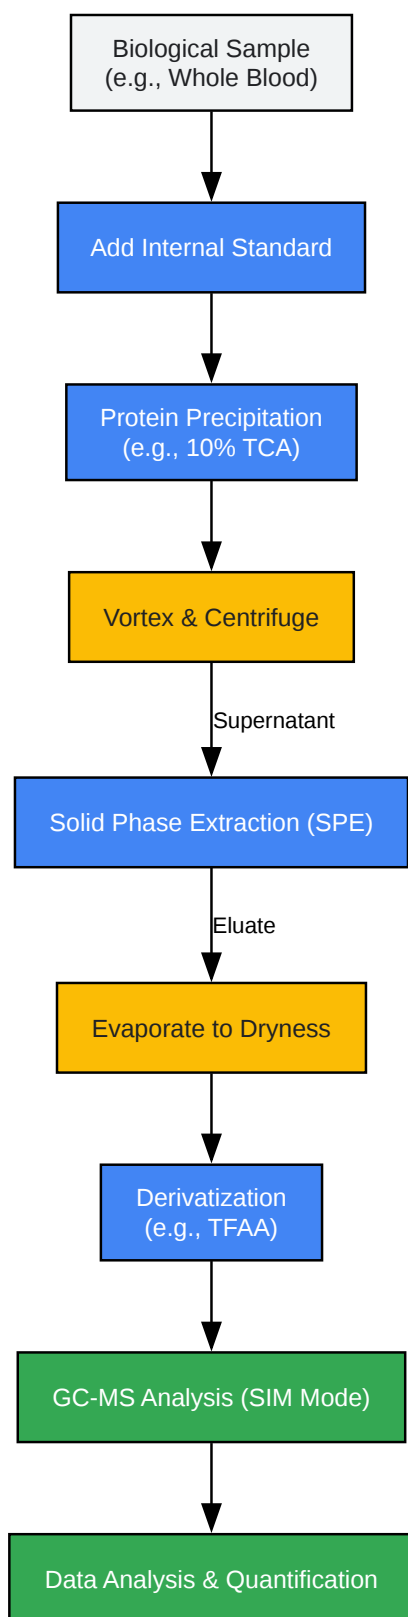 Biological Sample
(e.g., Whole Blood)
Add Internal Standard
Protein Precipitation
(e.g., 10% TCA)
Vortex & Centrifuge
Supernatant
Solid Phase Extraction (SPE)
Eluate
Evaporate to Dryness
Derivatization
(e.g., TFAA)
GC-MS Analysis (SIM Mode)
Data Analysis & Quantification